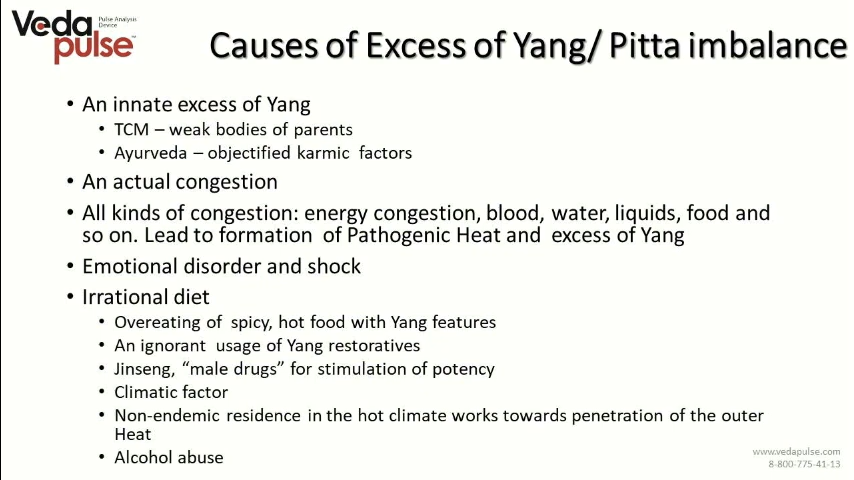 Veda Pulse Analysis Device
pulse™
Causes of Excess of Yang/ Pitta imbalance
• An innate excess of Yang
• TCM – weak bodies of parents
• Ayurveda – objectified karmic factors
• An actual congestion
• All kinds of congestion: energy congestion, blood, water, liquids, food and
so on. Lead to formation of Pathogenic Heat and excess of Yang
• Emotional disorder and shock
• Irrational diet
• Overeating of spicy, hot food with Yang features
• An ignorant usage of Yang restoratives
• Jinseng, “male drugs” for stimulation of potency
• Climatic factor
• Non-endemic residence in the hot climate works towards penetration of the outer
Heat
• Alcohol abuse
www.vedapulse.com
8-800-775-41-13